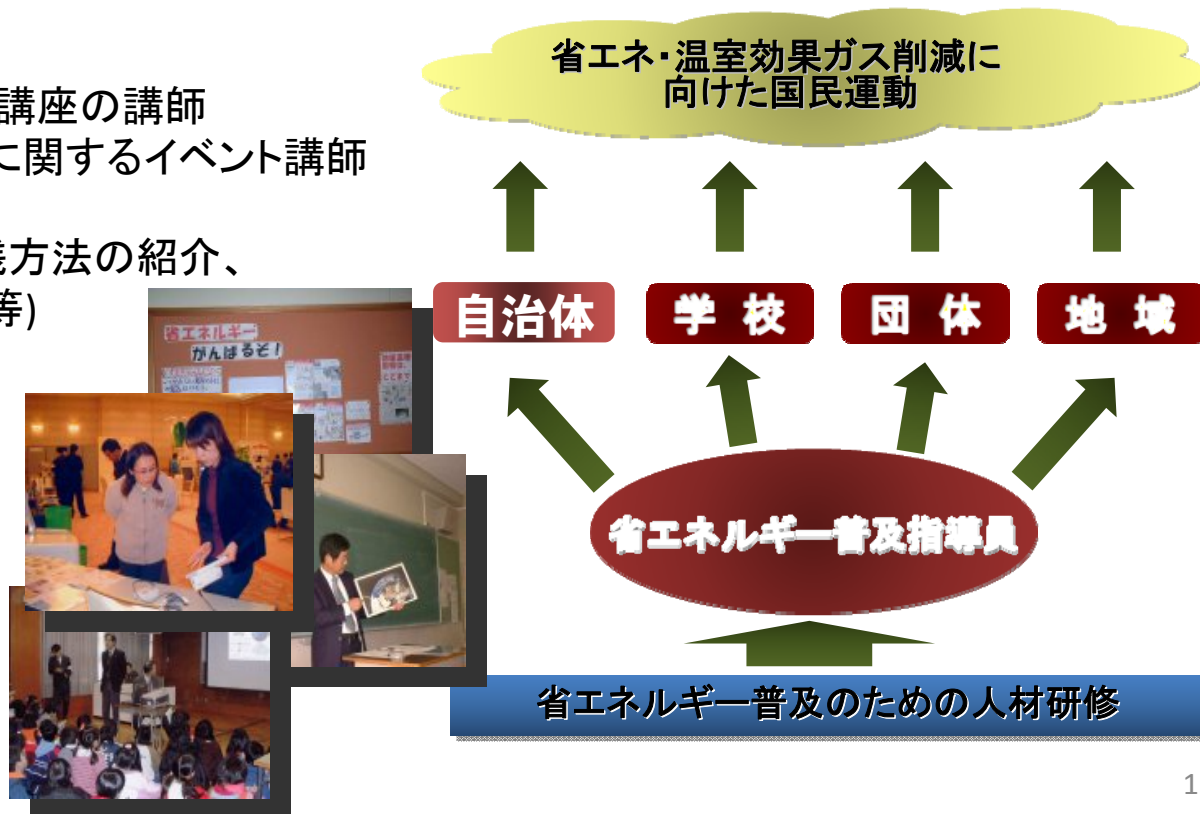 講座の講師
に関するイベント講師
方法の紹介、
等)
省エネ・温室効果ガス削減に
向けた国民運動
自治体
学校
団体
地域
省エネルギー
がんばるぞ!
省エネルギー普及指導員
省エネルギー普及のための人材研修
1